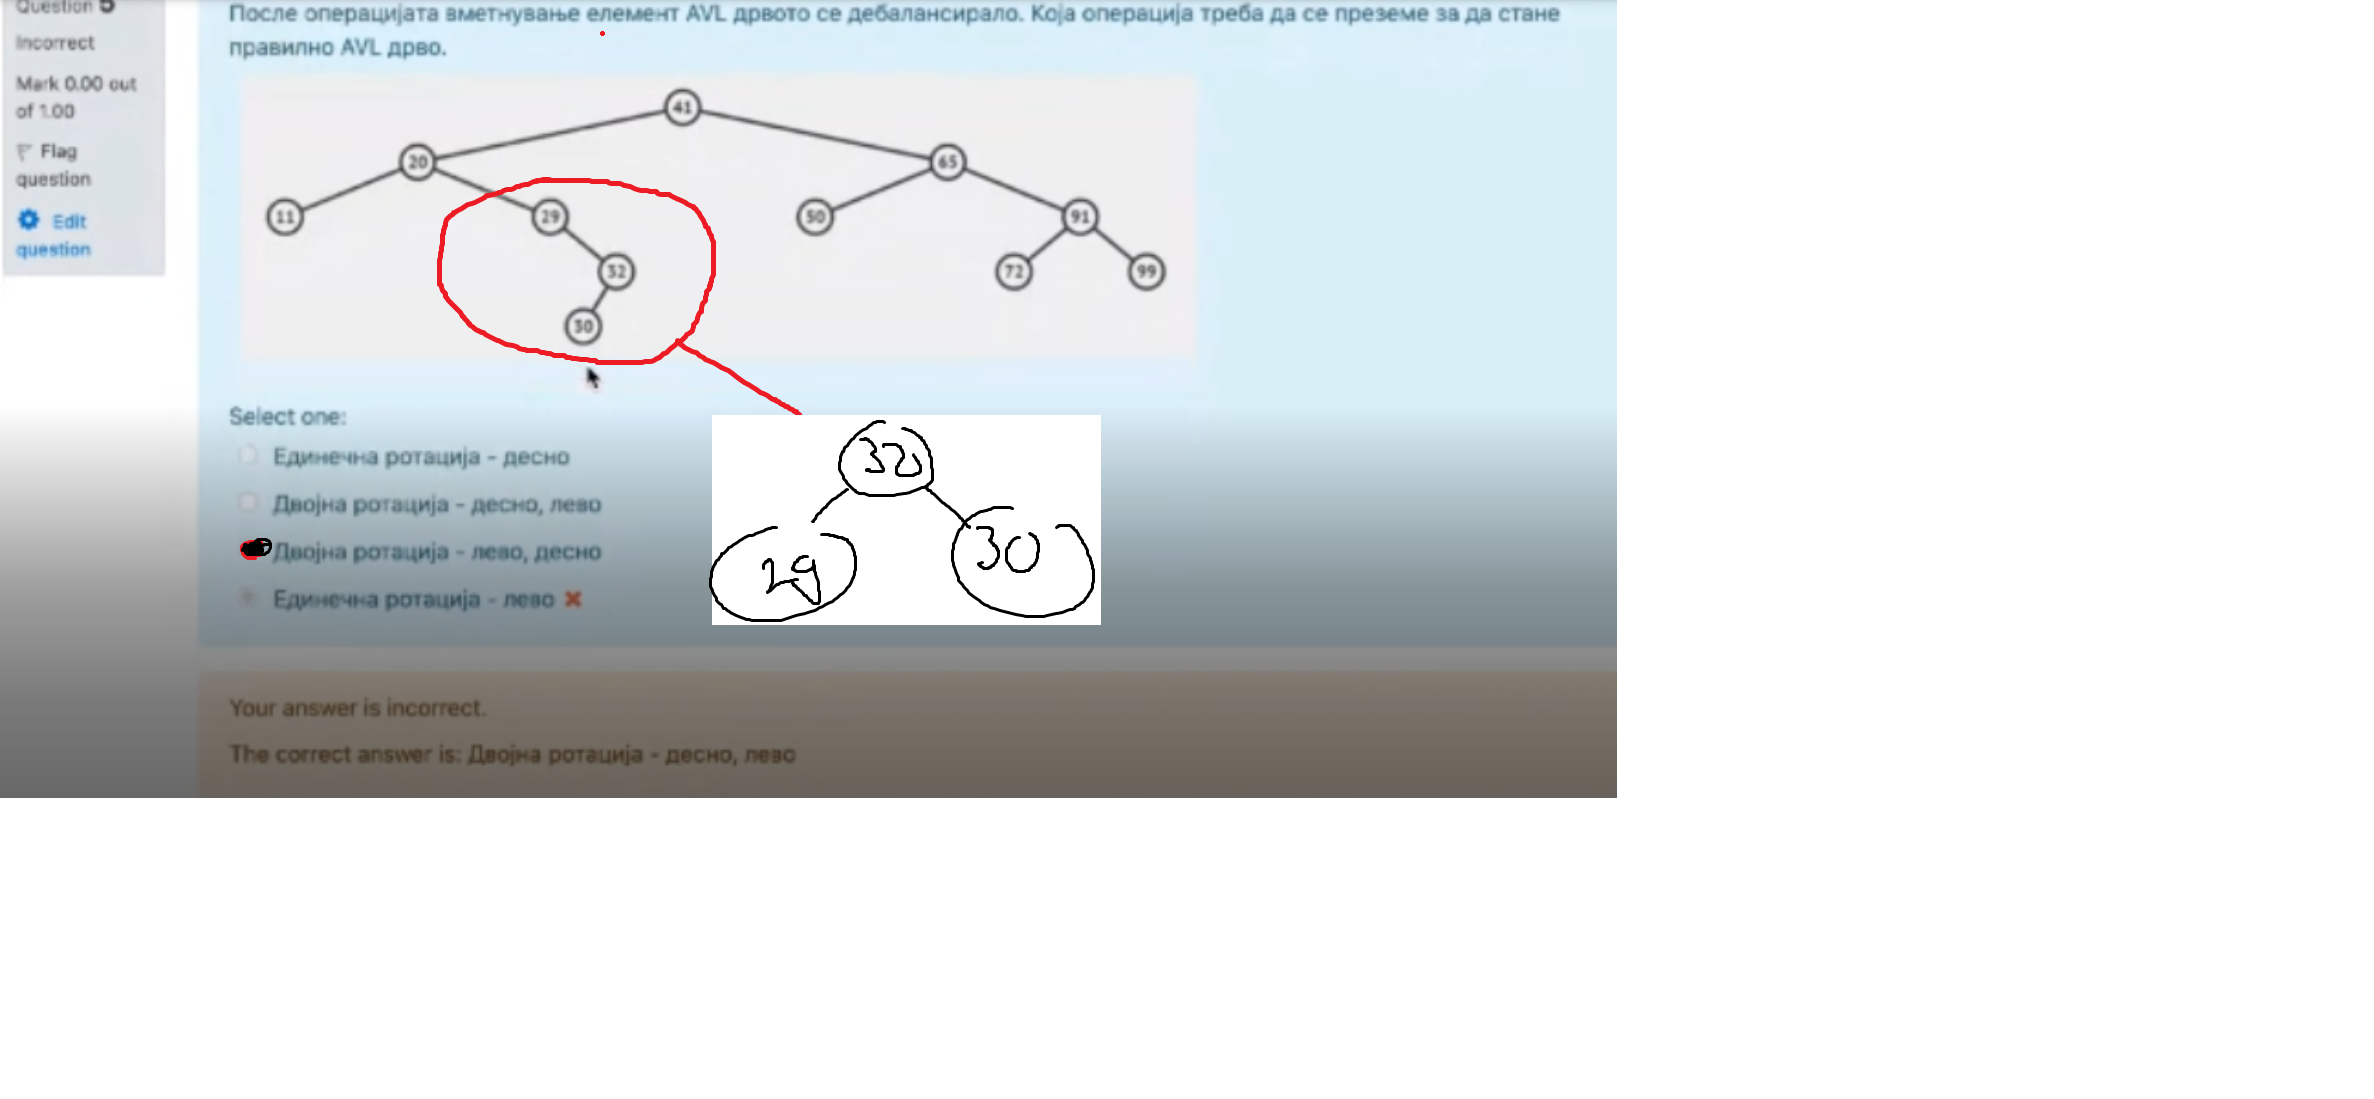 Question 5
Incorrect
Mark 0.00 out
of 1.00
Flag
question
Edit
question
После операцијата вметнување елемент AVL дрвото се дебалансирало. Која операција треба да се преземе за да стане
правилно AVL дрво.
41
20
65
11
29
50
91
32
72
99
30
Select one:
Единечна ротација - десно
Двојна ротација - десно, лево
Двојна ротација - лево, десно
Единечна ротација - лево
32
29
30
Your answer is incorrect.
The correct answer is: Двојна ротација - десно, лево